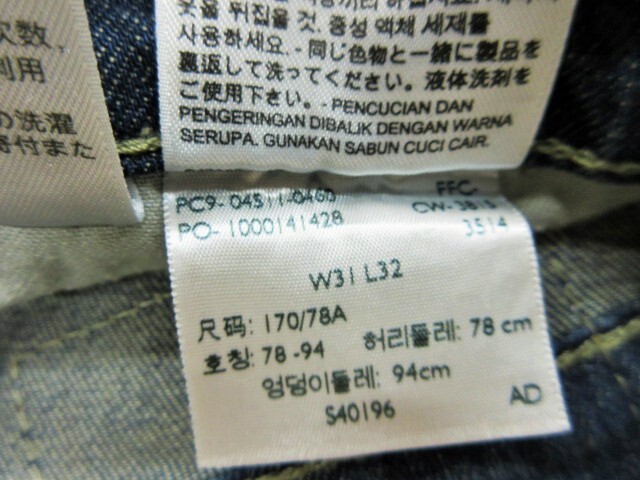 次数,
利用
の洗濯
寄付また
옷을 뒤집을 것. 중성 액체 세제를
사용하세요. - 同じ色物と一緒に製品を
裏返して洗ってください。液体洗剤を
ご使用下さい。- PENCUCIAN DAN
PENGERINGAN DIBALIK DENGAN WARNA
SERUPA. GUNAKAN SABUN CUCI CAIR.
PC9- 04511-0460 FFC-
PO- 1000141428 CW-3815
3514
W31 L32
尺码: 170/78A
호칭: 78 -94 허리둘레: 78 cm
엉덩이둘레: 94cm
S40196 AD